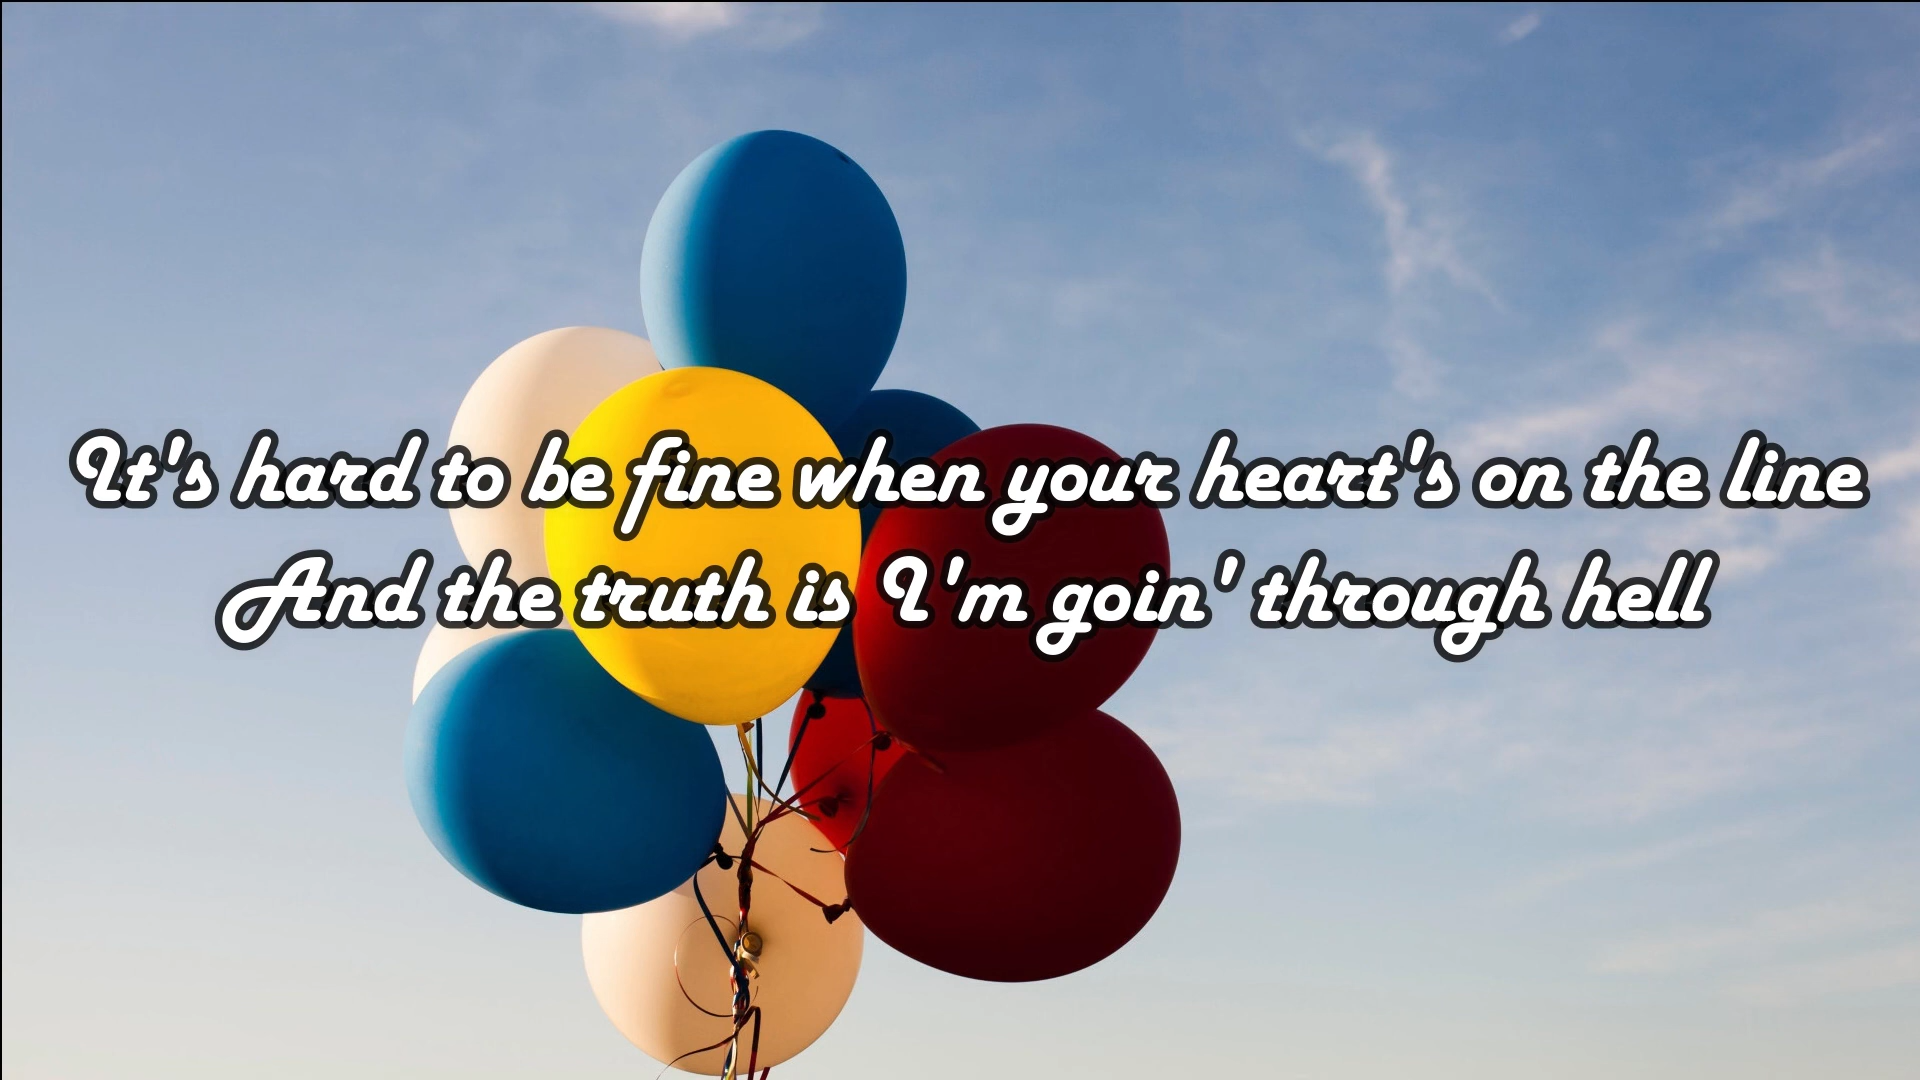 It's hard to be fine when your heart's on the line
And the truth is I'm goin' through hell